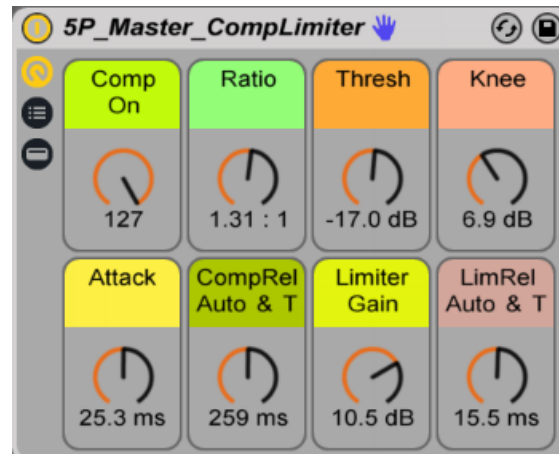 5P_Master_CompLimiter
Comp
On
Ratio
Thresh
Knee
127
1.31 : 1
-17.0 dB
6.9 dB
Attack
CompRel
Auto & T
Limiter
Gain
LimRel
Auto & T
25.3 ms
259 ms
10.5 dB
15.5 ms